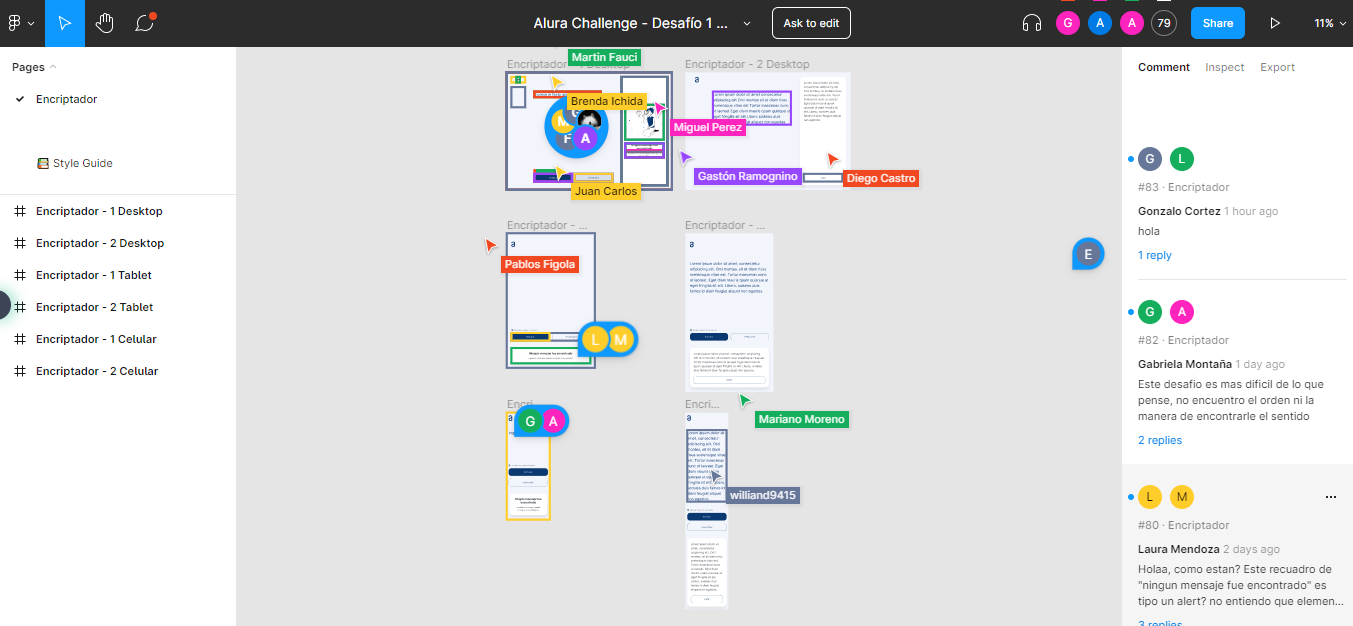 Alura Challenge - Desafío 1 ...
Ask to edit
G
A
A
79
Share
11%
Pages
Encriptador
Style Guide
Encriptador - 1 Desktop
Encriptador - 2 Desktop
Encriptador - 1 Tablet
Encriptador - 2 Tablet
Encriptador - 1 Celular
Encriptador - 2 Celular
Martin Fauci
Encriptador - 2 Desktop
Brenda Ichida
Miguel Perez
M
F
A
Gastón Ramognino
Diego Castro
Juan Carlos
Encriptador - ...
Encriptador - ...
Pablos Figola
E
L
M
Mariano Moreno
Encri...
G
A
williand9415
Comment
Inspect
Export
G
L
#83 · Encriptador
Gonzalo Cortez 1 hour ago
hola
1 reply
G
A
#82 · Encriptador
Gabriela Montaña 1 day ago
Este desafio es mas dificil de lo que
pense, no encuentro el orden ni la
manera de encontrarle el sentido
2 replies
L
M
#80 · Encriptador
Laura Mendoza 2 days ago
Holaa, como estan? Este recuadro de
"ningun mensaje fue encontrado" es
tipo un alert? no entiendo que elemen...
3 replies